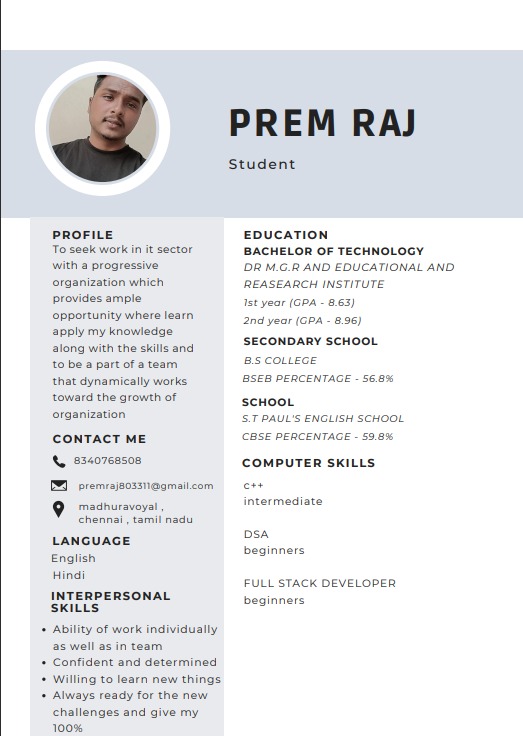 PREM RAJ
Student
PROFILE
To seek work in it sector
with a progressive
organization which
provides ample
opportunity where learn
apply my knowledge
along with the skills and
to be a part of a team
that dynamically works
toward the growth of
organization
CONTACT ME
8340768508
premraj803311@gmail.com
madhuravoyal ,
chennai , tamil nadu
LANGUAGE
English
Hindi
INTERPERSONAL
SKILLS
• Ability of work individually
as well as in team
• Confident and determined
• Willing to learn new things
• Always ready for the new
challenges and give my
100%
EDUCATION
BACHELOR OF TECHNOLOGY
DR M.G.R AND EDUCATIONAL AND
REASEARCH INSTITUTE
1st year (GPA - 8.63)
2nd year (GPA - 8.96)
SECONDARY SCHOOL
B.S COLLEGE
BSEB PERCENTAGE - 56.8%
SCHOOL
S.T PAUL'S ENGLISH SCHOOL
CBSE PERCENTAGE - 59.8%
COMPUTER SKILLS
c++
intermediate
DSA
beginners
FULL STACK DEVELOPER
beginners